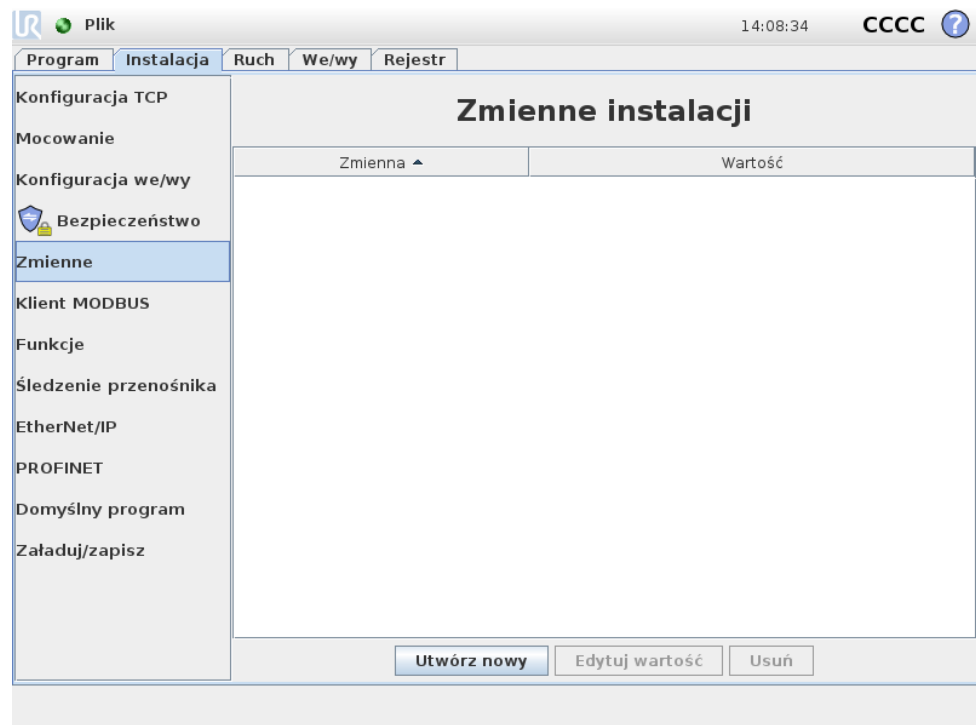 UR Plik 14:08:34 CCCC ?
Program Instalacja Ruch We/wy Rejestr
Konfiguracja TCP
Mocowanie
Konfiguracja we/wy
Bezpieczeństwo
Zmienne
Klient MODBUS
Funkcje
Śledzenie przenośnika
EtherNet/IP
PROFINET
Domyślny program
Załaduj/zapisz
Zmienne instalacji
Zmienna Wartość
Utwórz nowy Edytuj wartość Usuń